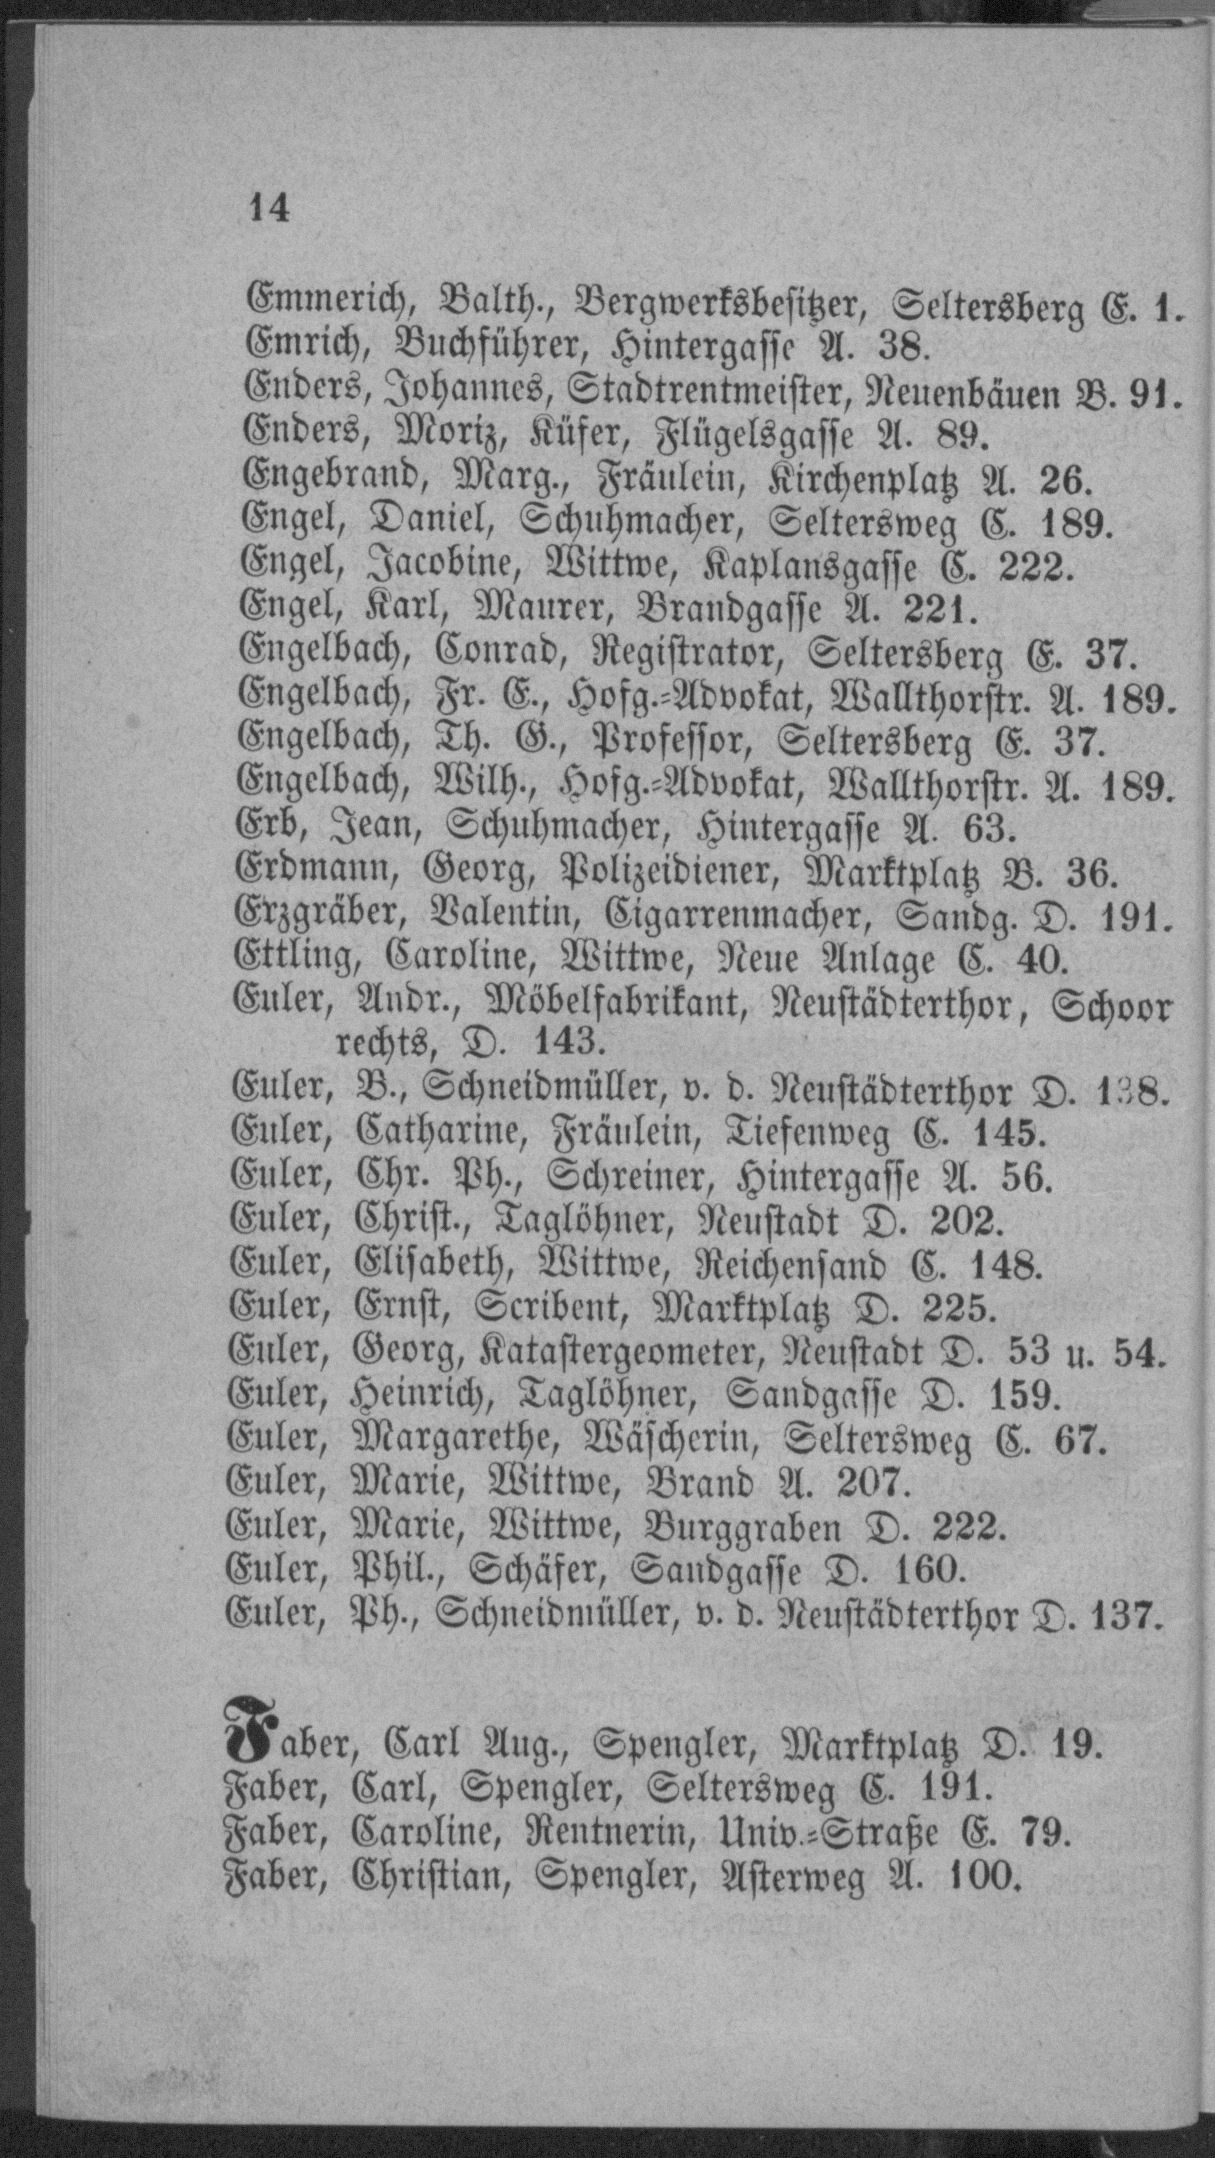 14
Emmerich, Balth., Bergwerksbesitzer, Seltersberg E. 1.
Emrich, Buchführer, Hintergasse A. 38.
Enders, Johannes, Stadtrentmeister, Neuenbäuen B. 91.
Enders, Moriz, Küfer, Flügelsgasse A. 89.
Engebrand, Marg., Fräulein, Kirchenplatz A. 26.
Engel, Daniel, Schuhmacher, Seltersweg C. 189.
Engel, Jacobine, Wittwe, Kaplansgasse C. 222.
Engel, Karl, Maurer, Brandgasse A. 221.
Engelbach, Conrad, Registrator, Seltersberg E. 37.
Engelbach, Fr. E., Hofg.-Advokat, Wallthorstr. A. 189.
Engelbach, Th. G., Professor, Seltersberg E. 37.
Engelbach, Wilh., Hofg.-Advokat, Wallthorstr. A. 189.
Erb, Jean, Schuhmacher, Hintergasse A. 63.
Erdmann, Georg, Polizeidiener, Marktplatz B. 36.
Erzgräber, Valentin, Cigarrenmacher, Sandg. D. 191.
Ettling, Caroline, Wittwe, Neue Anlage C. 40.
Euler, Andr., Möbelfabrikant, Neustädterthor, Schoor
rechts, D. 143.
Euler, B., Schneidmüller, v. d. Neustädterthor D. 138.
Euler, Catharine, Fräulein, Tiefenweg C. 145.
Euler, Chr. Ph., Schreiner, Hintergasse A. 56.
Euler, Christ., Taglöhner, Neustadt D. 202.
Euler, Elisabeth, Wittwe, Reichensand C. 148.
Euler, Ernst, Scribent, Marktplatz D. 225.
Euler, Georg, Katastergeometer, Neustadt D. 53 u. 54.
Euler, Heinrich, Taglöhner, Sandgasse D. 159.
Euler, Margarethe, Wäscherin, Seltersweg C. 67.
Euler, Marie, Wittwe, Brand A. 207.
Euler, Marie, Wittwe, Burggraben D. 222.
Euler, Phil., Schäfer, Sandgasse D. 160.
Euler, Ph., Schneidmüller, v. d. Neustädterthor D. 137.
Faber, Carl Aug., Spengler, Marktplatz D. 19.
Faber, Carl, Spengler, Seltersweg C. 191.
Faber, Caroline, Rentnerin, Univ.-Straße E. 79.
Faber, Christian, Spengler, Asterweg A. 100.